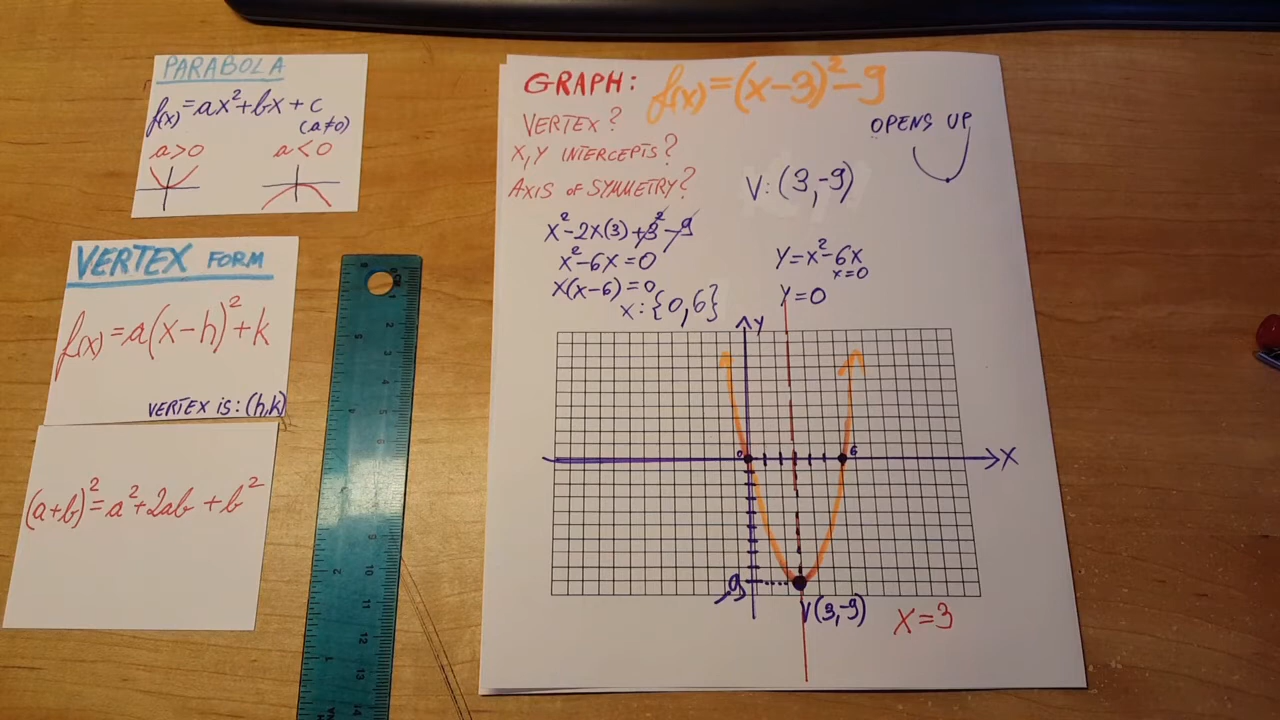 PARABOLA
f(x)=ax²+bx+c
(a≠0)
a>0 a<0
VERTEX FORM
f(x)=a(x-h)²+k
VERTEX IS: (h,k)
(a+b)²=a²+2ab+b²
GRAPH: f(x)=(x-3)²-9
VERTEX?
X,Y INTERCEPTS?
AXIS OF SYMMETRY?
OPENS UP
V:(3,-9)
x²-2x(3)+3²-9
x²-6x=0
x(x-6)=0
x:{0,6}
y=x²-6x
x=0
y=0
Y
X
0
6
-9
V(3,-9)
X=3